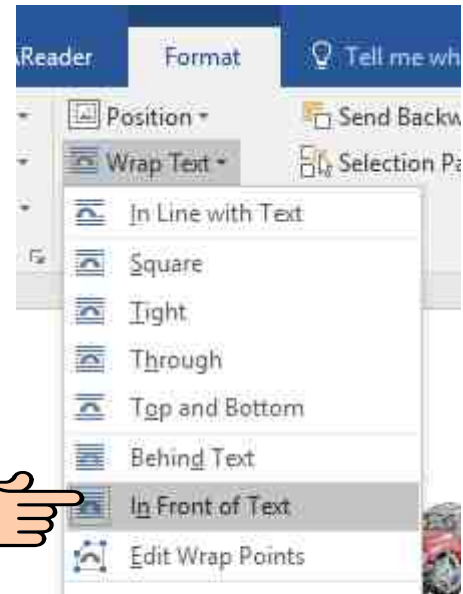 AReader Format Tell me wh
Position Send Backw
Wrap Text Selection Pa
In Line with Text
Square
Tight
Through
Top and Bottom
Behind Text
In Front of Text
Edit Wrap Points